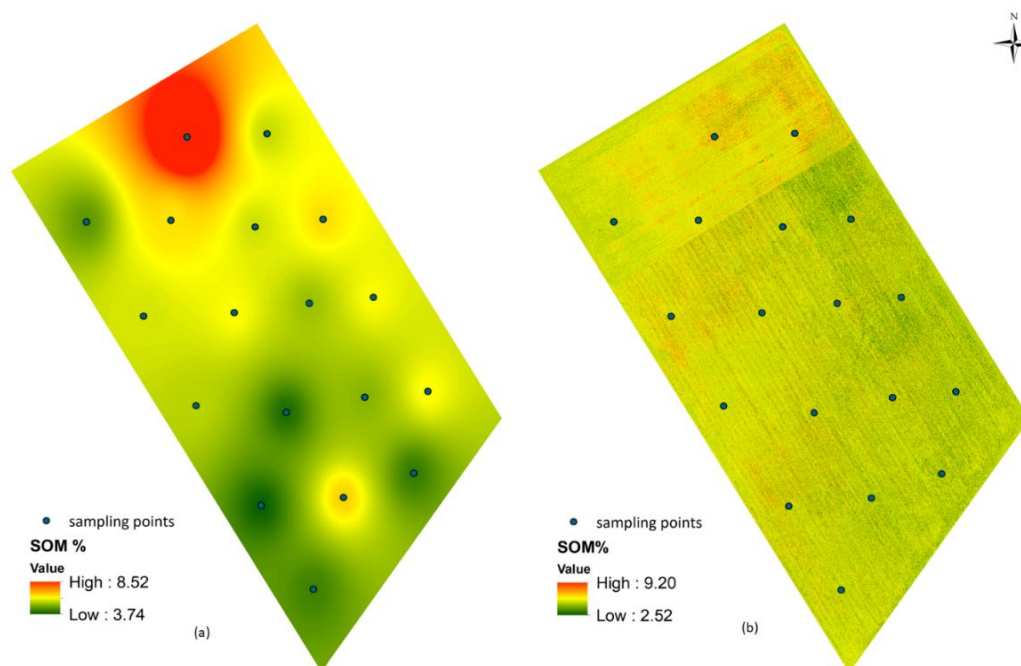 N
sampling points
SOM %
Value
High : 8.52
Low : 3.74
(a)
sampling points
SOM%
Value
High : 9.20
Low : 2.52
(b)